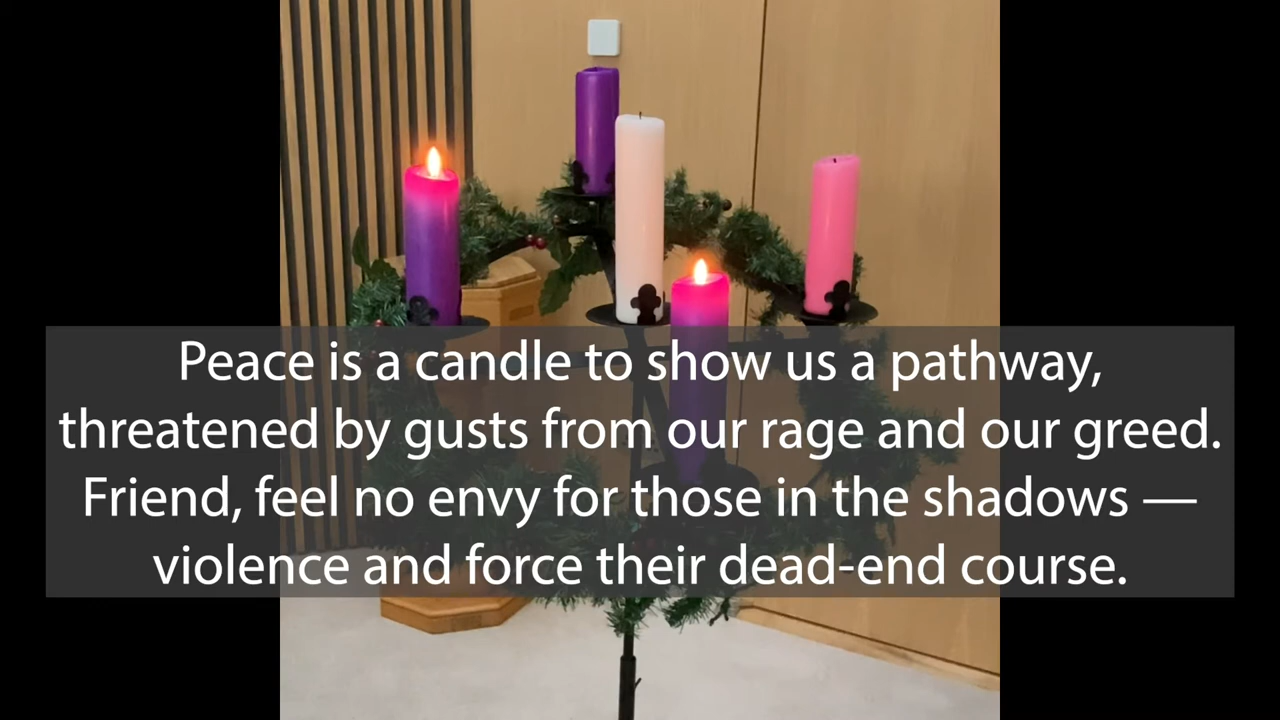 Peace is a candle to show us a pathway,
threatened by gusts from our rage and our greed.
Friend, feel no envy for those in the shadows —
violence and force their dead-end course.